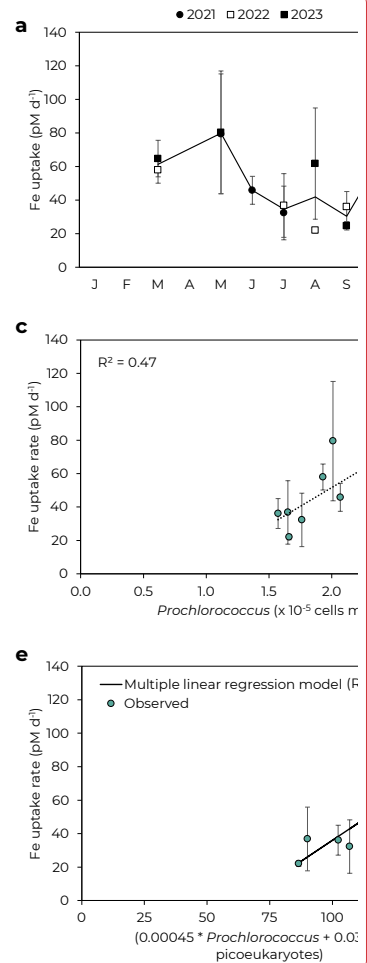 a
2021 2022 2023
140
120
100
80
60
40
20
0
Fe uptake (pM d-1)
J F M A M J J A S
c
140
120
100
80
60
40
20
0
Fe uptake rate (pM d-1)
R² = 0.47
0.0 0.5 1.0 1.5 2.0
Prochlorococcus (x 10-5 cells m
e
140
120
100
80
60
40
20
0
Fe uptake rate (pM d-1)
Multiple linear regression model (R
Observed
0 25 50 75 100
(0.00045 * Prochlorococcus + 0.03
picoeukaryotes)